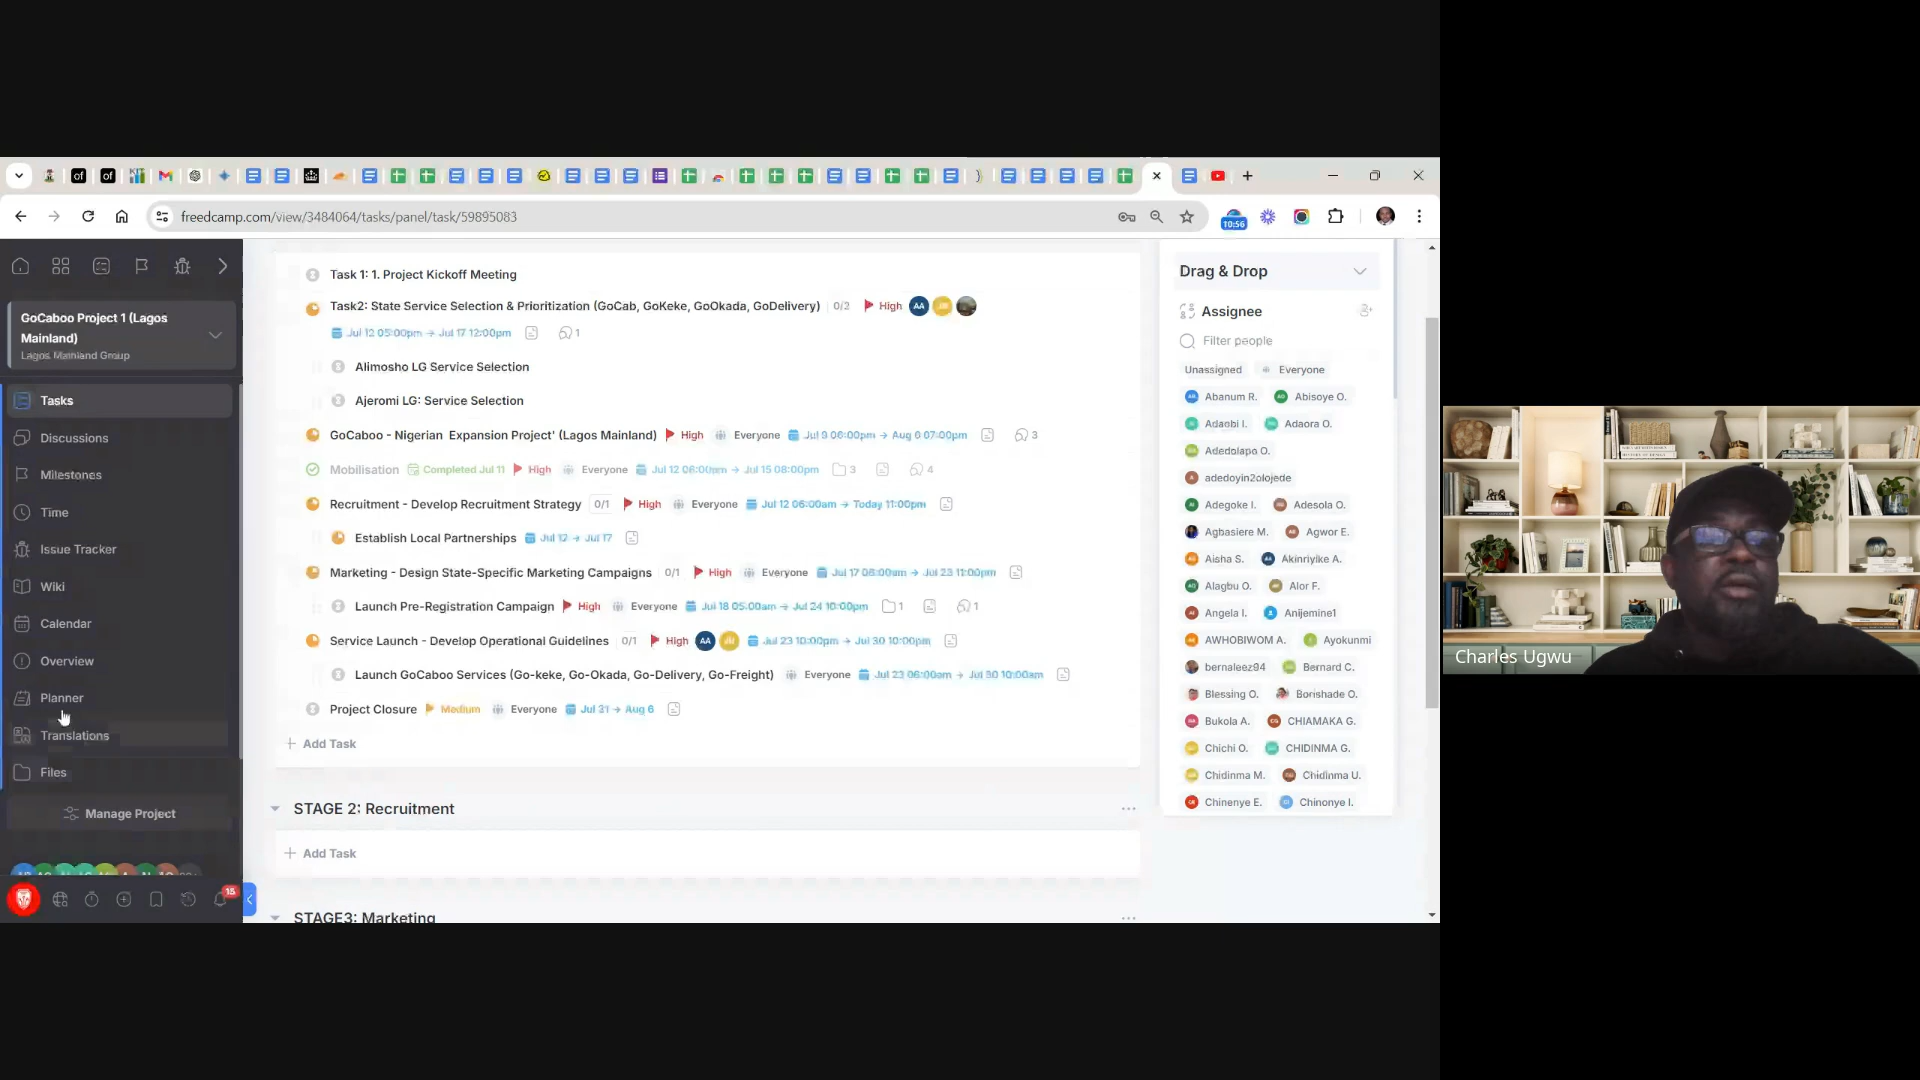 freedcamp.com/view/3484064/tasks/panel/task/59895083
10:56
GoCaboo Project 1 (Lagos
Mainland)
Lagos Mainland Group
Tasks
Discussions
Milestones
Time
Issue Tracker
Wiki
Calendar
Overview
Planner
Translations
Files
Manage Project
15
Task 1: 1. Project Kickoff Meeting
Task2: State Service Selection & Prioritization (GoCab, GoKeke, GoOkada, GoDelivery) 0/2 High AA
Jul 12 05:00pm → Jul 17 12:00pm 1
Alimosho LG Service Selection
Ajeromi LG: Service Selection
GoCaboo - Nigerian Expansion Project' (Lagos Mainland) High Everyone Jul 9 06:00pm → Aug 6 07:00pm 3
Mobilisation Completed Jul 11 High Everyone Jul 12 06:00am → Jul 15 08:00pm 3 4
Recruitment - Develop Recruitment Strategy 0/1 High Everyone Jul 12 06:00am → Today 11:00pm
Establish Local Partnerships Jul 12 → Jul 17
Marketing - Design State-Specific Marketing Campaigns 0/1 High Everyone Jul 17 06:00am → Jul 23 11:00pm
Launch Pre-Registration Campaign High Everyone Jul 18 05:00am → Jul 24 10:00pm 1 1
Service Launch - Develop Operational Guidelines 0/1 High AA Jul 23 10:00pm → Jul 30 10:00pm
Launch GoCaboo Services (Go-keke, Go-Okada, Go-Delivery, Go-Freight) Everyone Jul 23 06:00am → Jul 30 10:00am
Project Closure Medium Everyone Jul 31 → Aug 6
+ Add Task
STAGE 2: Recruitment
+ Add Task
STAGE3: Marketing
Drag & Drop
Assignee
Filter people
Unassigned Everyone
Abanum R. Abisoye O.
Adaobi I. Adaora O.
Adedolapo O.
adedoyin2olojede
Adegoke I. Adesola O.
Agbasiere M. Agwor E.
Aisha S. Akinriyike A.
Alagbu O. Alor F.
Angela I. Anijemine1
AWHOBIWOM A. Ayokunmi
bernaleez94 Bernard C.
Blessing O. Borishade O.
Bukola A. CHIAMAKA G.
Chichi O. CHIDINMA G.
Chidinma M. Chidinma U.
Chinenye E. Chinonye I.
Charles Ugwu